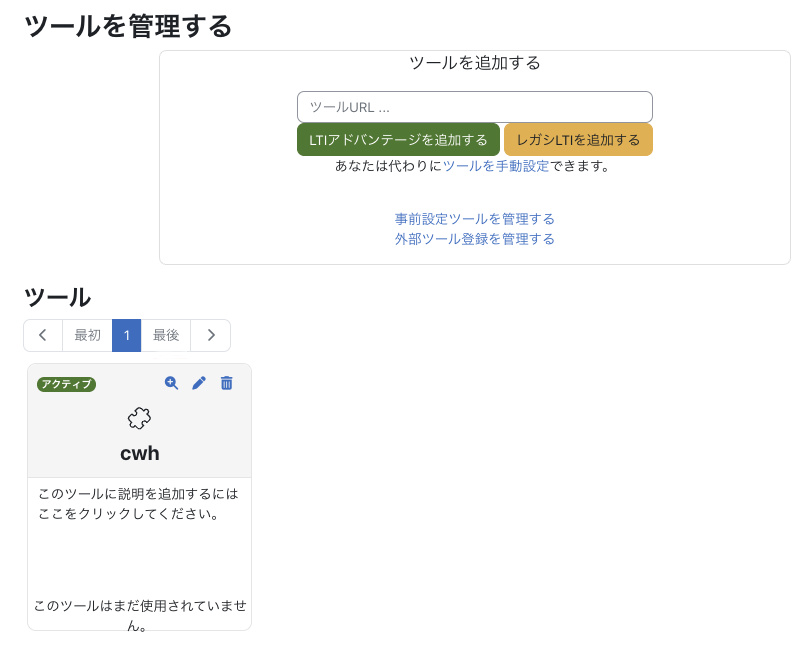 ツールを管理する
ツールを追加する
ツールURL ...
LTIアドバンテージを追加する レガシLTIを追加する
あなたは代わりにツールを手動設定できます。
事前設定ツールを管理する
外部ツール登録を管理する
ツール
最初 1 最後
アクティブ
cwh
このツールに説明を追加するには
ここをクリックしてください。
このツールはまだ使用されていませ
ん。